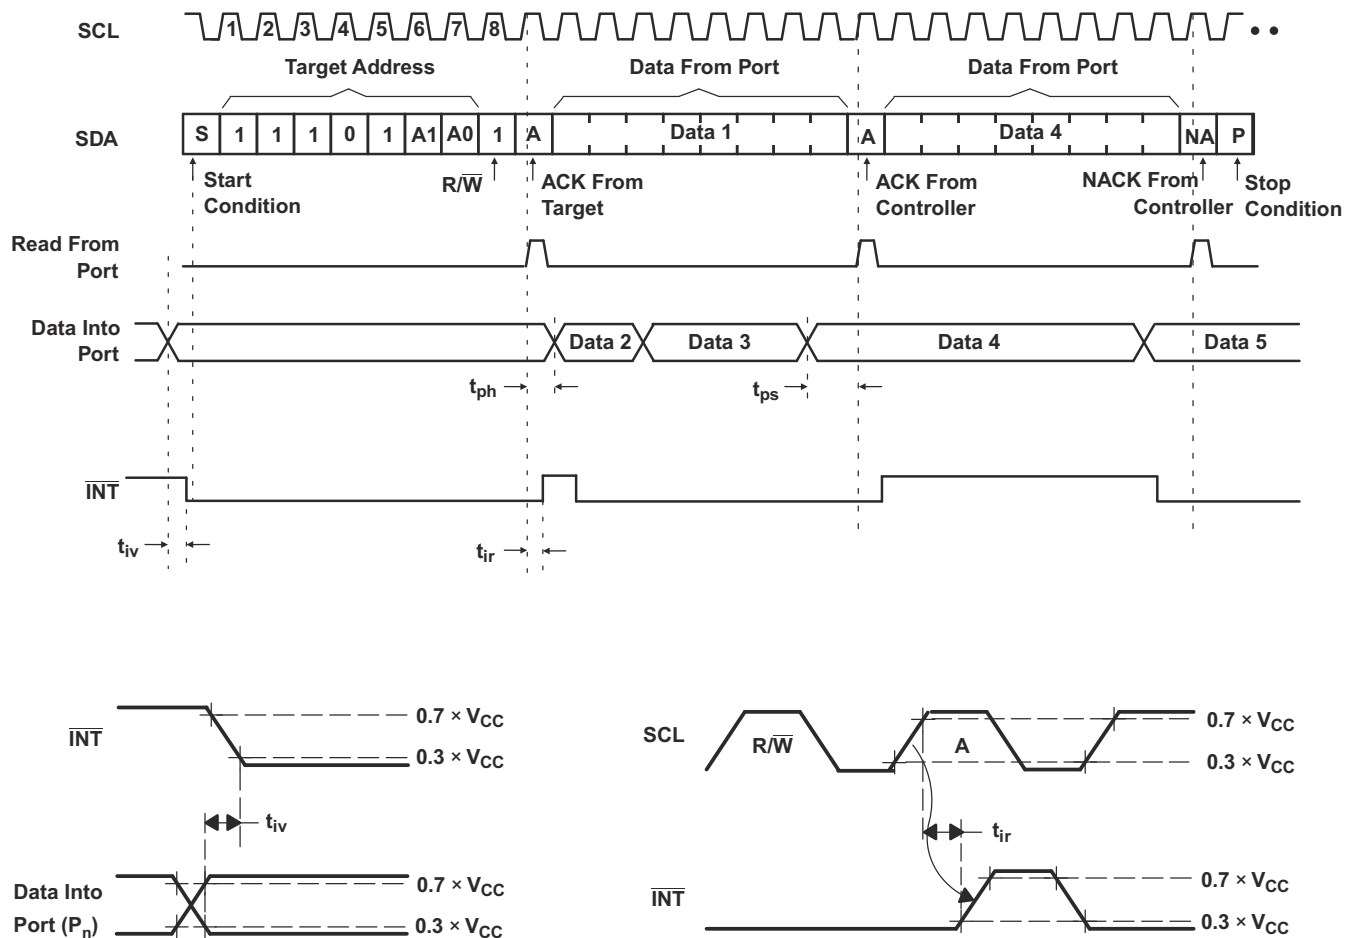 SCL
1 2 3 4 5 6 7 8
Target Address
Data From Port
Data From Port
SDA
S 1 1 1 0 1 A1 A0 1 A Data 1 A Data 4 NA P
Start
Condition
R/W̅
ACK From
Target
ACK From
Controller
NACK From
Controller
Stop
Condition
Read From
Port
Data Into
Port
Data 2
Data 3
Data 4
Data 5
tph
tps
I̅N̅T̅
tiv
tir
I̅N̅T̅
0.7 × VCC
0.3 × VCC
tiv
Data Into
Port (Pn)
0.7 × VCC
0.3 × VCC
SCL
R/W̅
A
0.7 × VCC
0.3 × VCC
tir
I̅N̅T̅
0.7 × VCC
0.3 × VCC